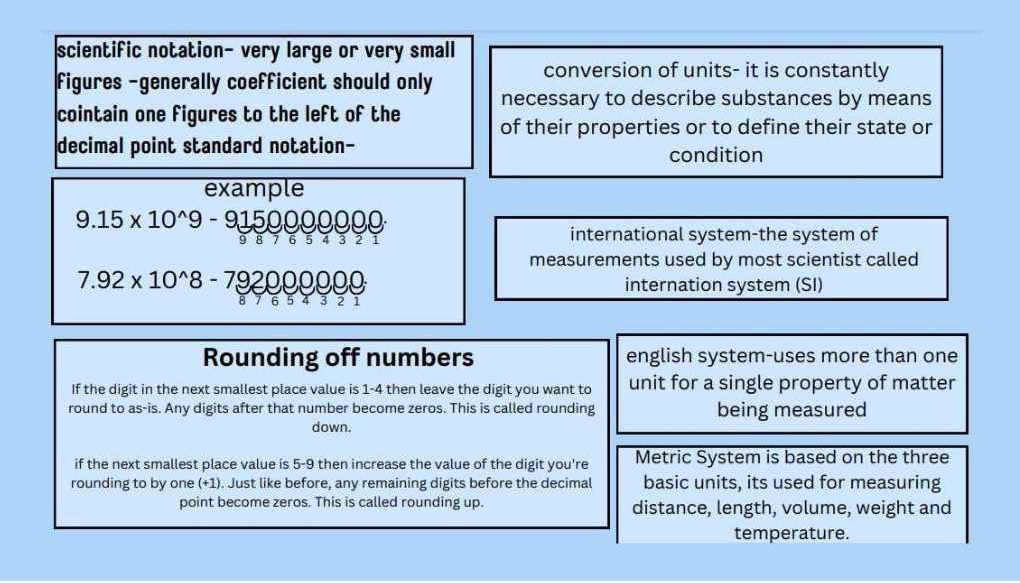 scientific notation- very large or very small
figures -generally coefficient should only
cointain one figures to the left of the
decimal point standard notation-
example
9.15 x 10^9 - 9150000000.
9 8 7 6 5 4 3 2 1
7.92 x 10^8 - 792000000.
8 7 6 5 4 3 2 1
Rounding off numbers
If the digit in the next smallest place value is 1-4 then leave the digit you want to
round to as-is. Any digits after that number become zeros. This is called rounding
down.
if the next smallest place value is 5-9 then increase the value of the digit you're
rounding to by one (+1). Just like before, any remaining digits before the decimal
point become zeros. This is called rounding up.
conversion of units- it is constantly
necessary to describe substances by means
of their properties or to define their state or
condition
international system-the system of
measurements used by most scientist called
internation system (SI)
english system-uses more than one
unit for a single property of matter
being measured
Metric System is based on the three
basic units, its used for measuring
distance, length, volume, weight and
temperature.